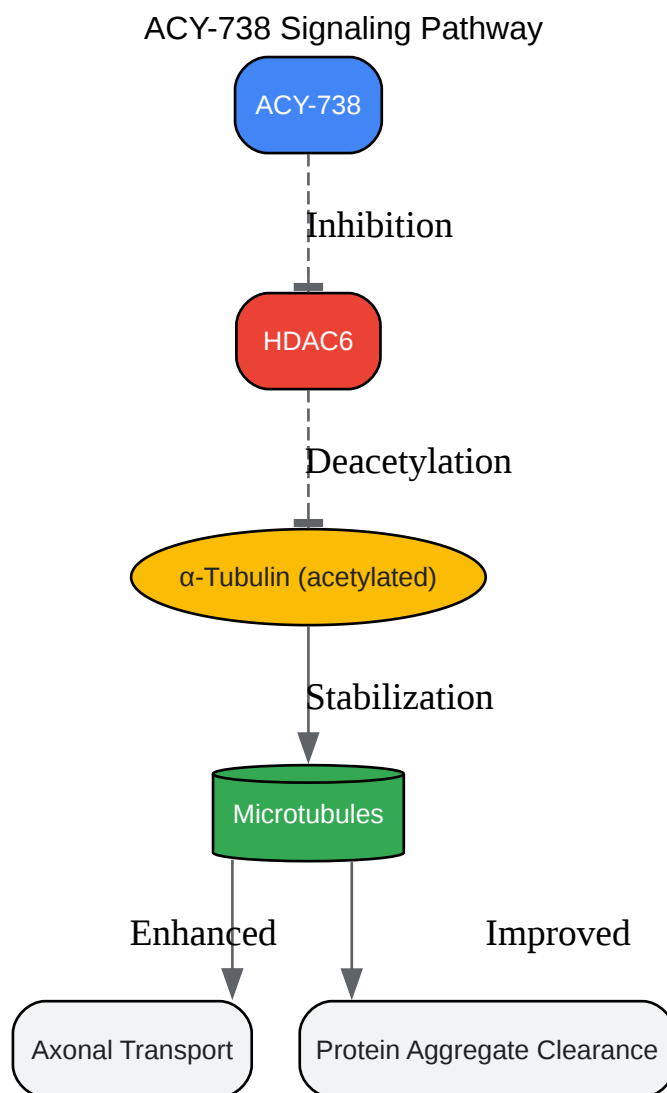 ACY-738 Signaling Pathway
ACY-738
Inhibition
HDAC6
Deacetylation
α-Tubulin (acetylated)
Stabilization
Microtubules
Enhanced
Improved
Axonal Transport
Protein Aggregate Clearance